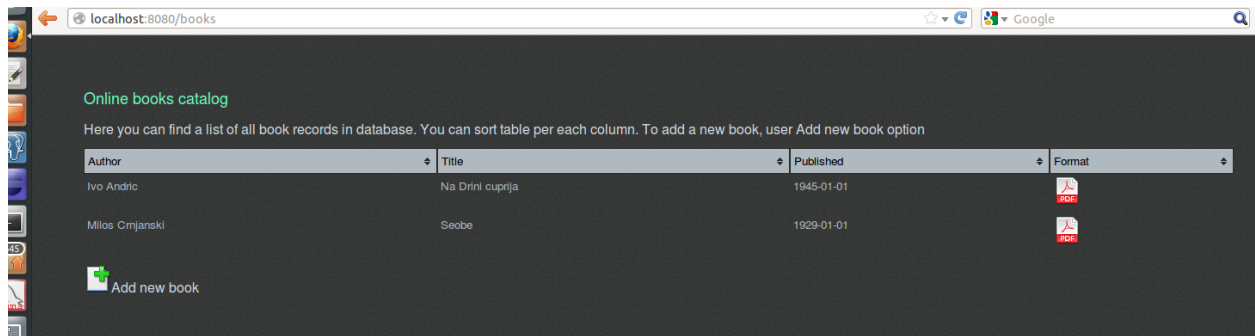 localhost:8080/books
Google
Online books catalog
Here you can find a list of all book records in database. You can sort table per each column. To add a new book, user Add new book option
Author Title Published Format
Ivo Andric Na Drini cuprija 1945-01-01 PDF
Milos Crnjanski Seobe 1929-01-01 PDF
Add new book